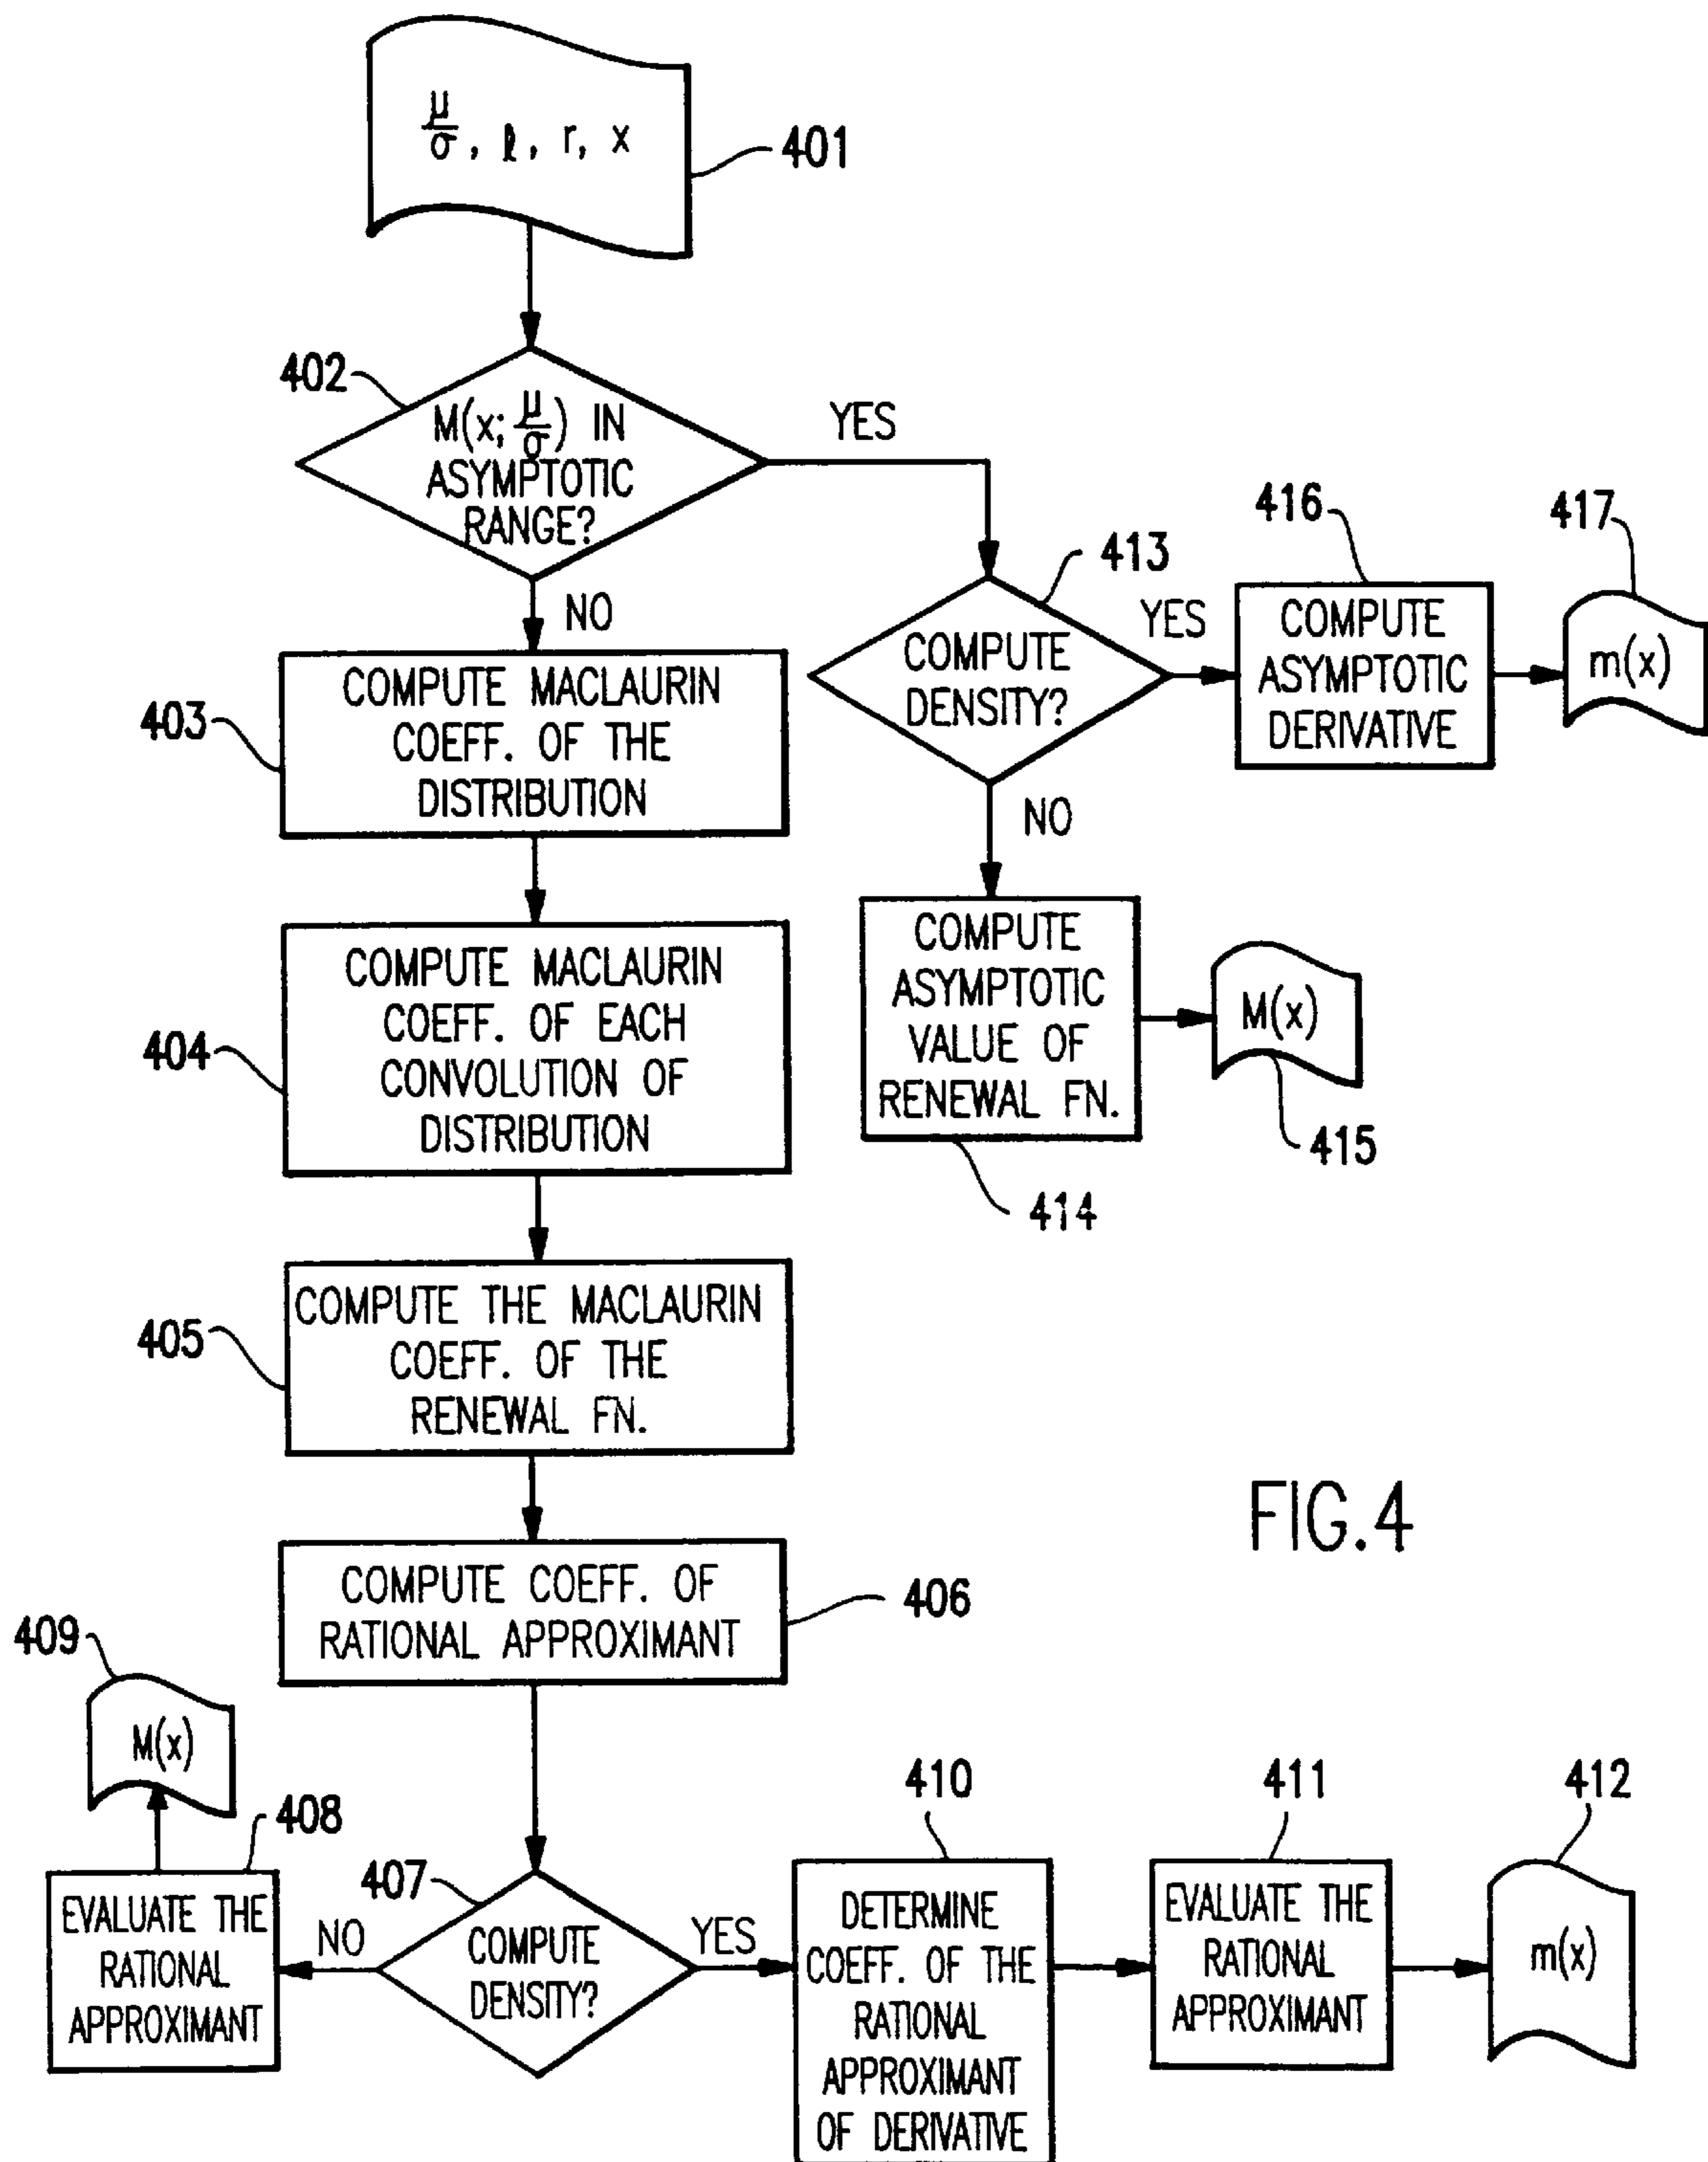 μ/σ, ℓ, r, x
401
402
M(x; μ/σ) IN
ASYMPTOTIC
RANGE?
YES
NO
403
COMPUTE MACLAURIN
COEFF. OF THE
DISTRIBUTION
404
COMPUTE MACLAURIN
COEFF. OF EACH
CONVOLUTION OF
DISTRIBUTION
405
COMPUTE THE MACLAURIN
COEFF. OF THE
RENEWAL FN.
406
COMPUTE COEFF. OF
RATIONAL APPROXIMANT
407
COMPUTE
DENSITY?
NO
408
EVALUATE THE
RATIONAL
APPROXIMANT
409
M(x)
YES
410
DETERMINE
COEFF. OF THE
RATIONAL
APPROXIMANT
OF DERIVATIVE
411
EVALUATE THE
RATIONAL
APPROXIMANT
412
m(x)
413
COMPUTE
DENSITY?
NO
COMPUTE
ASYMPTOTIC
VALUE OF
RENEWAL FN.
414
M(x)
415
YES
416
COMPUTE
ASYMPTOTIC
DERIVATIVE
417
m(x)
FIG.4